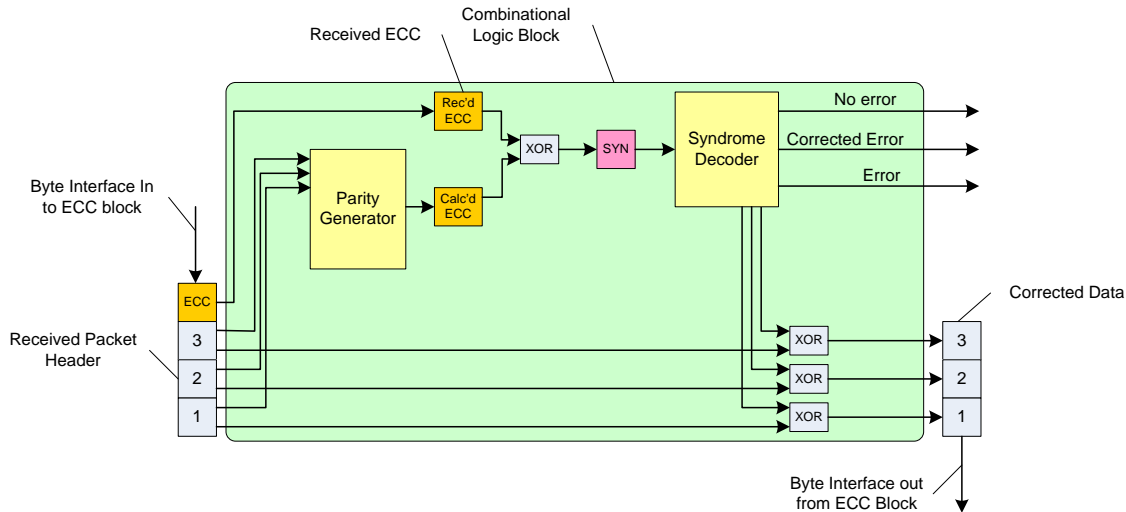 Combinational
Logic Block
Received ECC
Rec'd
ECC
XOR
SYN
Syndrome
Decoder
No error
Corrected Error
Error
Parity
Generator
Calc'd
ECC
Byte Interface In
to ECC block
ECC
3
2
1
Received Packet
Header
XOR
XOR
XOR
Corrected Data
3
2
1
Byte Interface out
from ECC Block